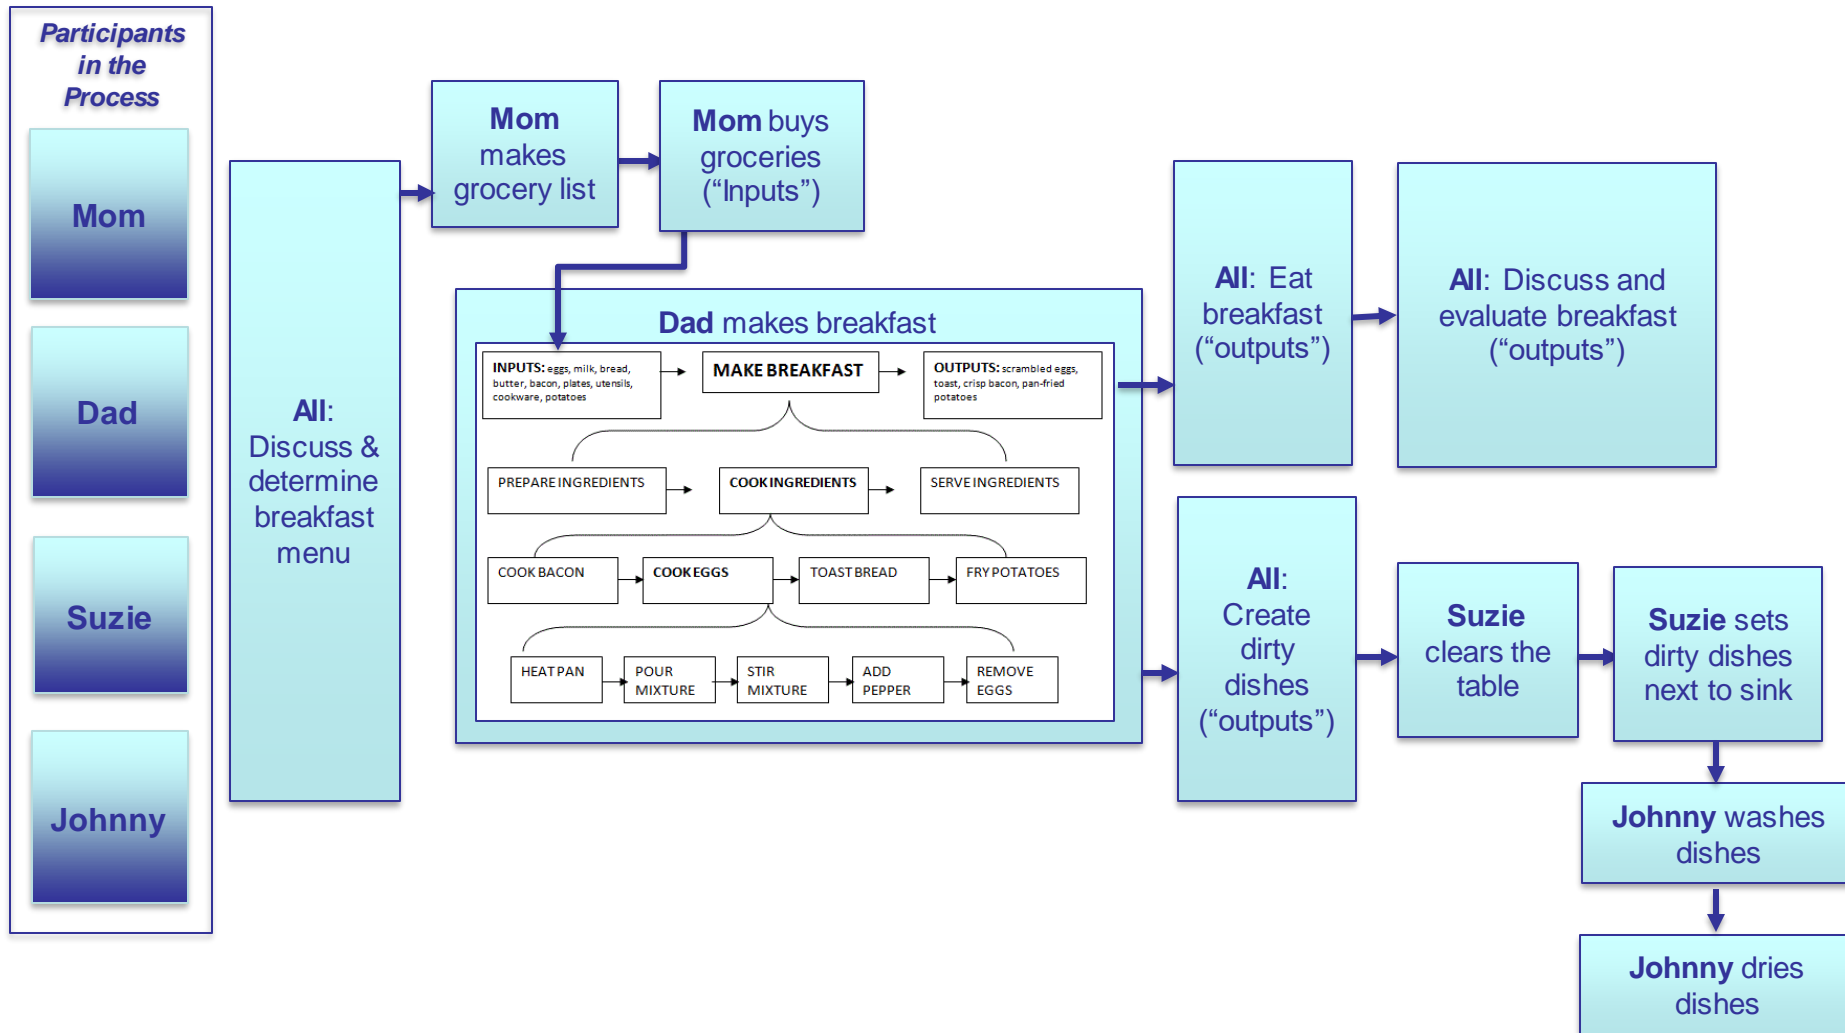 Participants
in the
Process
Mom
Dad
Suzie
Johnny
All:
Discuss &
determine
breakfast
menu
Mom
makes
grocery list
Mom buys
groceries
(“Inputs”)
Dad makes breakfast
INPUTS: eggs, milk, bread,
butter, bacon, plates, utensils,
cookware, potatoes
MAKE BREAKFAST
OUTPUTS: scrambled eggs,
toast, crisp bacon, pan-fried
potatoes
PREPARE INGREDIENTS
COOK INGREDIENTS
SERVE INGREDIENTS
COOK BACON
COOK EGGS
TOAST BREAD
FRY POTATOES
HEAT PAN
POUR
MIXTURE
STIR
MIXTURE
ADD
PEPPER
REMOVE
EGGS
All: Eat
breakfast
(“outputs”)
All: Discuss and
evaluate breakfast
(“outputs”)
All:
Create
dirty
dishes
(“outputs”)
Suzie
clears the
table
Suzie sets
dirty dishes
next to sink
Johnny washes
dishes
Johnny dries
dishes